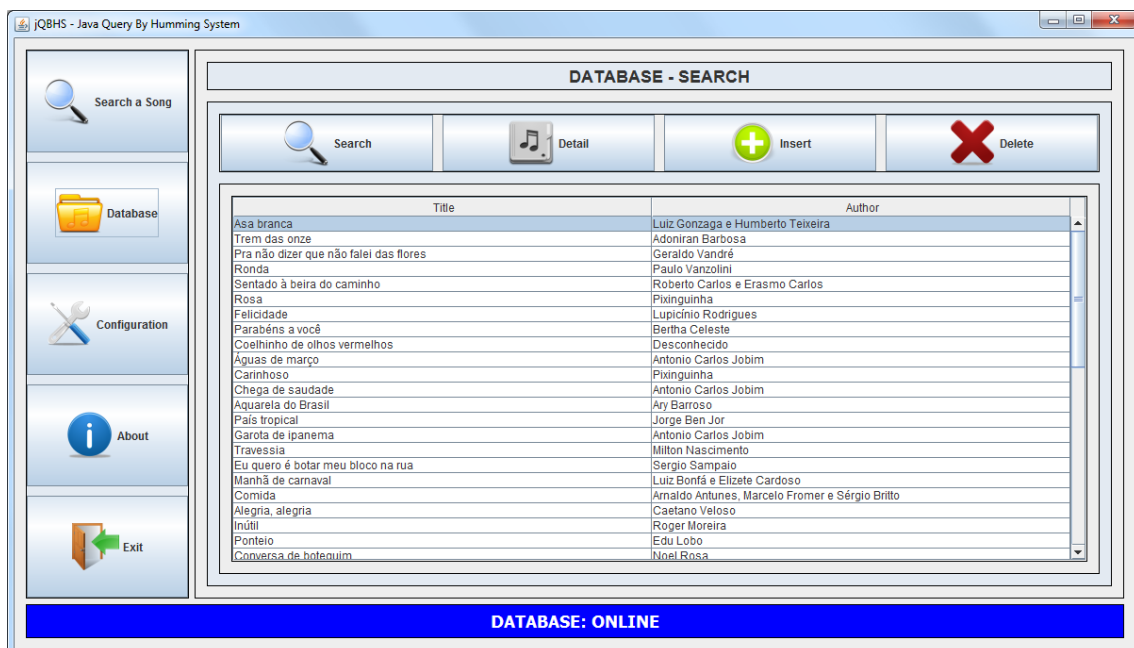 jQBHS - Java Query By Humming System
DATABASE - SEARCH
Search a Song
Search Detail Insert Delete
Database
Title Author
Asa branca Luiz Gonzaga e Humberto Teixeira
Trem das onze Adoniran Barbosa
Pra não dizer que não falei das flores Geraldo Vandré
Ronda Paulo Vanzolini
Sentado à beira do caminho Roberto Carlos e Erasmo Carlos
Rosa Pixinguinha
Felicidade Lupicínio Rodrigues
Parabéns a você Bertha Celeste
Configuration
Coelhinho de olhos vermelhos Desconhecido
Águas de março Antonio Carlos Jobim
Carinhoso Pixinguinha
Chega de saudade Antonio Carlos Jobim
Aquarela do Brasil Ary Barroso
País tropical Jorge Ben Jor
About
Garota de ipanema Antonio Carlos Jobim
Travessia Milton Nascimento
Eu quero é botar meu bloco na rua Sergio Sampaio
Manhã de carnaval Luiz Bonfá e Elizete Cardoso
Comida Arnaldo Antunes, Marcelo Fromer e Sérgio Britto
Alegria, alegria Caetano Veloso
Inútil Roger Moreira
Ponteio Edu Lobo
Exit
Conversa de botequim Noel Rosa
DATABASE: ONLINE